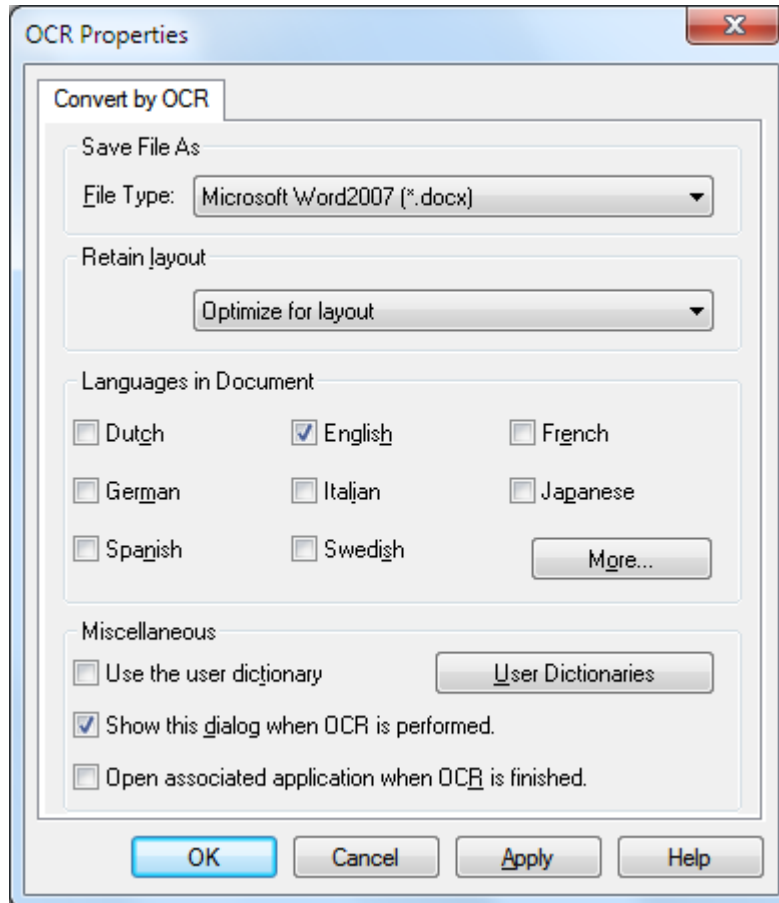 OCR Properties
Convert by OCR
Save File As
File Type: Microsoft Word2007 (*.docx)
Retain layout
Optimize for layout
Languages in Document
Dutch English French
German Italian Japanese
Spanish Swedish More...
Miscellaneous
Use the user dictionary User Dictionaries
Show this dialog when OCR is performed.
Open associated application when OCR is finished.
OK Cancel Apply Help